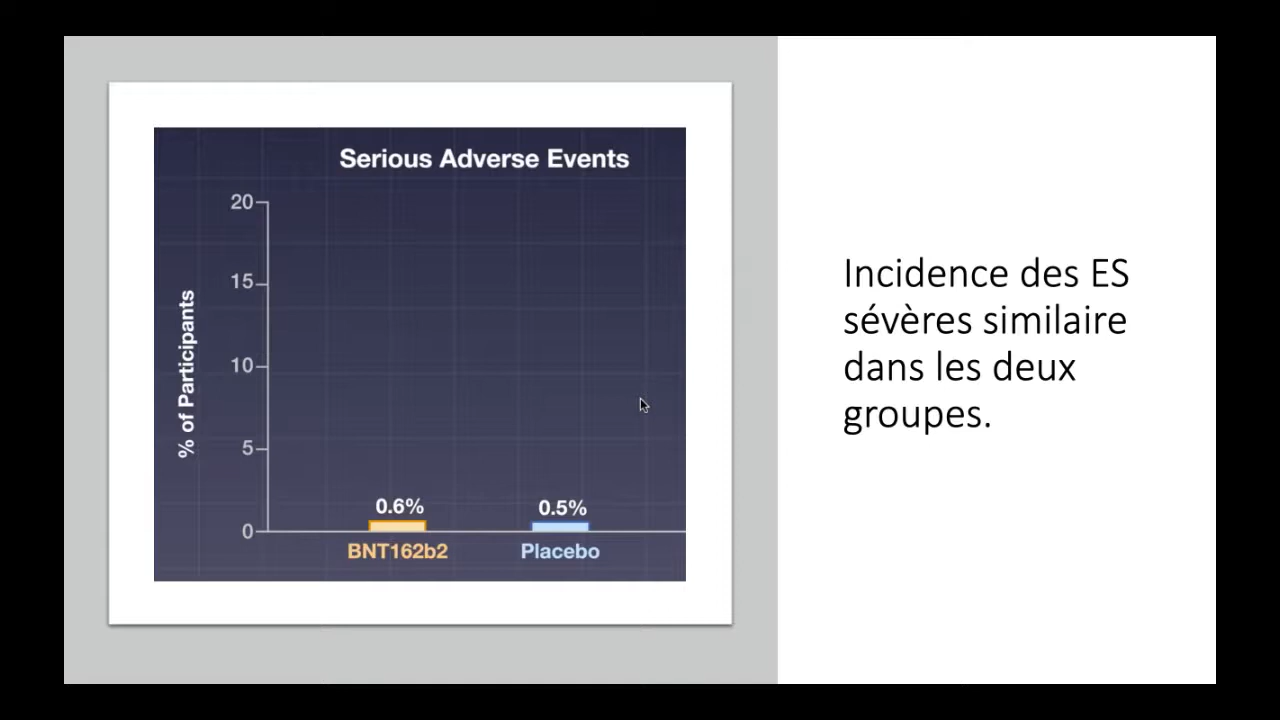 Serious Adverse Events
% of Participants
20
15
10
5
0
0.6%
0.5%
BNT162b2
Placebo
Incidence des ES
sévères similaire
dans les deux
groupes.